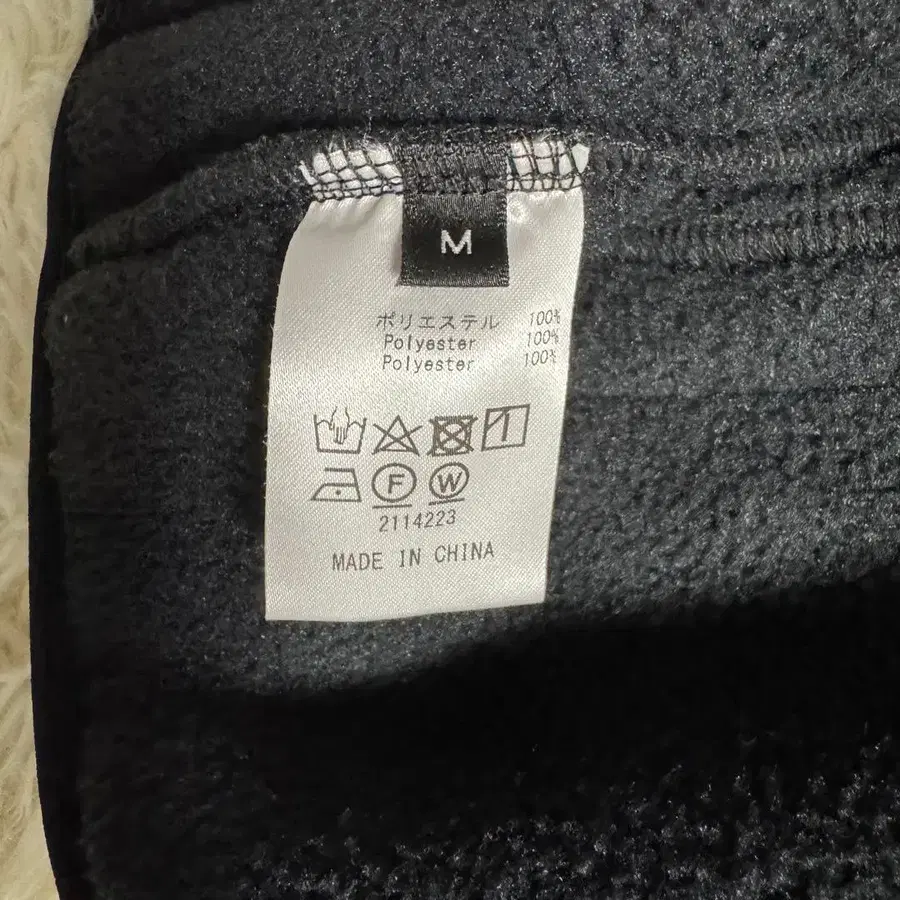 M
ポリエステル 100%
Polyester 100%
Polyester 100%
F W
2114223
MADE IN CHINA